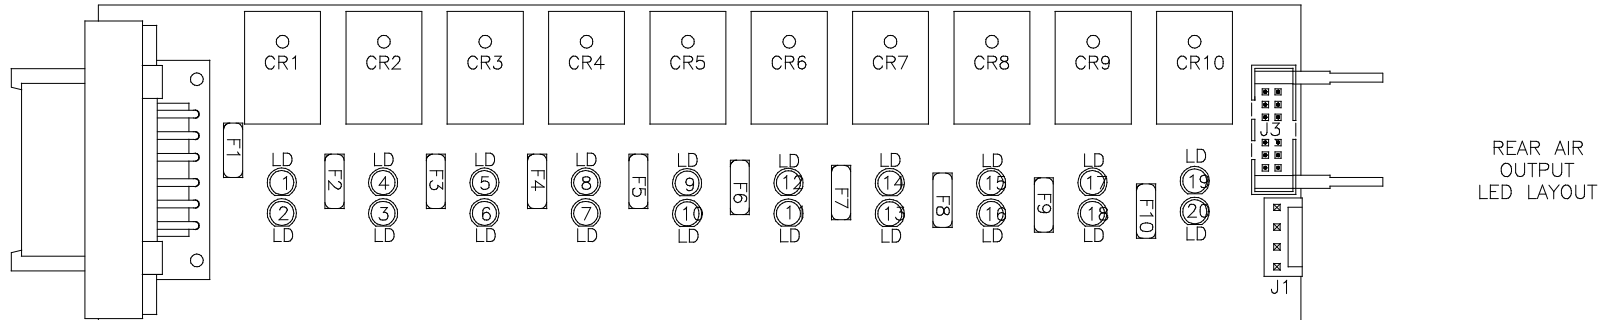 CR1 CR2 CR3 CR4 CR5 CR6 CR7 CR8 CR9 CR10
J3
F1 F2 F3 F4 F5 F6 F7 F8 F9 F10
LD LD LD LD LD LD LD LD LD LD
1 4 5 8 9 12 14 15 17 19
2 3 6 7 10 11 13 16 18 20
LD LD LD LD LD LD LD LD LD LD
J1
REAR AIR
OUTPUT
LED LAYOUT